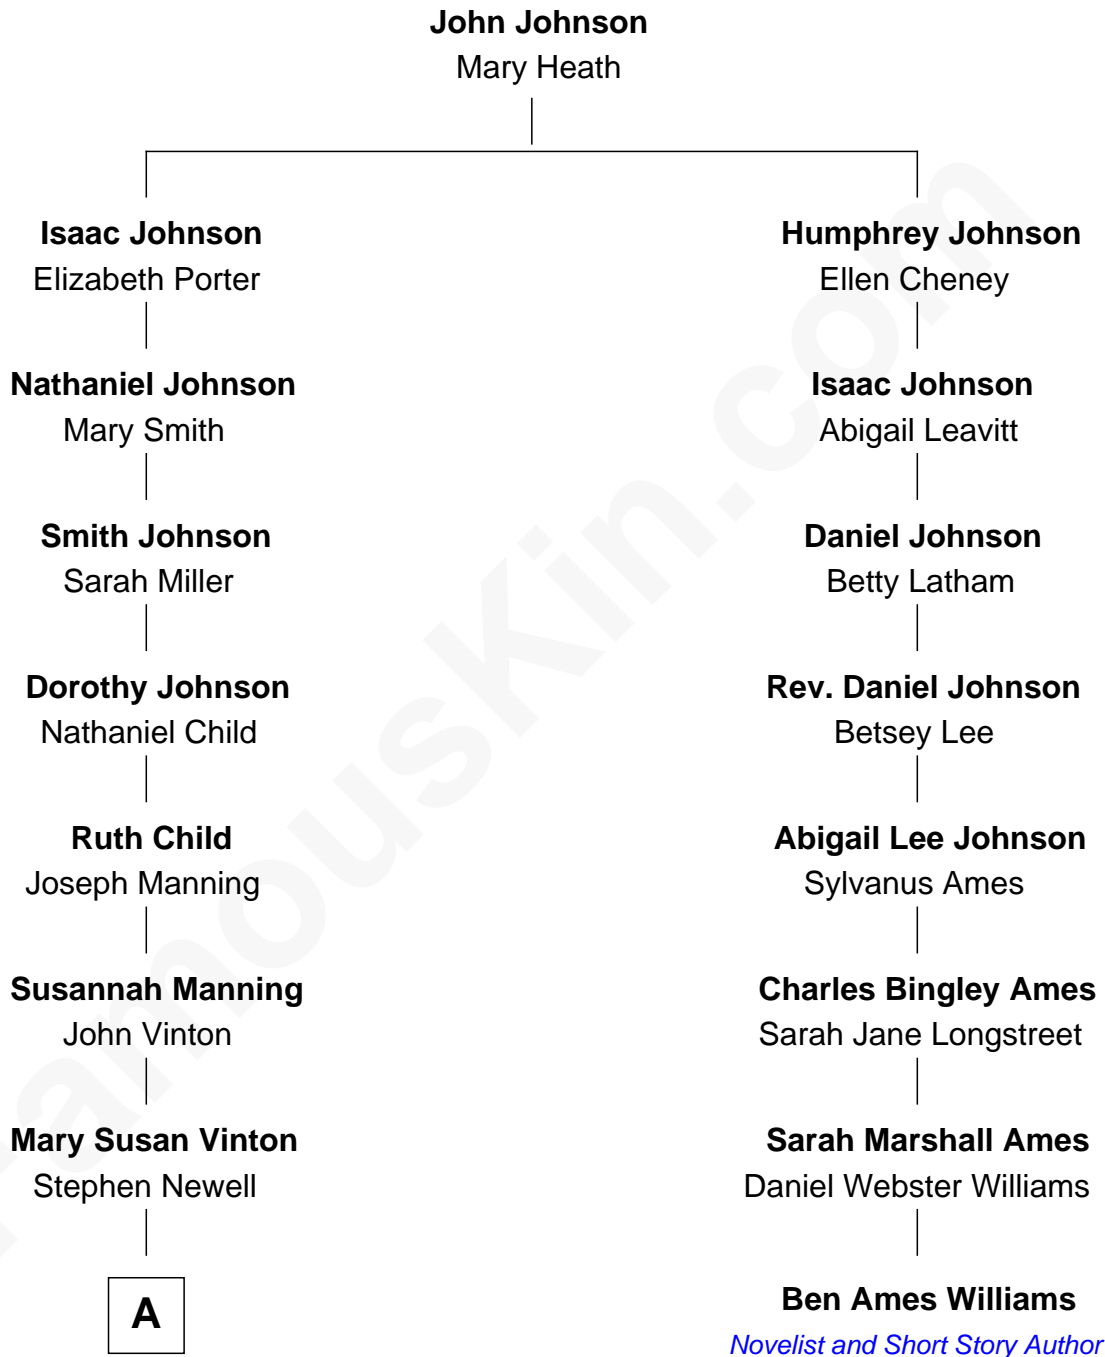 John Johnson
Mary Heath
Isaac Johnson
Elizabeth Porter
Nathaniel Johnson
Mary Smith
Smith Johnson
Sarah Miller
Dorothy Johnson
Nathaniel Child
Ruth Child
Joseph Manning
Susannah Manning
John Vinton
Mary Susan Vinton
Stephen Newell
A
Humphrey Johnson
Ellen Cheney
Isaac Johnson
Abigail Leavitt
Daniel Johnson
Betty Latham
Rev. Daniel Johnson
Betsey Lee
Abigail Lee Johnson
Sylvanus Ames
Charles Bingley Ames
Sarah Jane Longstreet
Sarah Marshall Ames
Daniel Webster Williams
Ben Ames Williams
Novelist and Short Story Author
FamousKin.com